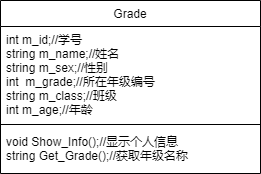 Grade
int m_id;//学号
string m_name;//姓名
string m_sex;//性别
int  m_grade;//所在年级编号
string m_class;//班级
int m_age;//年龄
void Show_Info();//显示个人信息
string Get_Grade();//获取年级名称